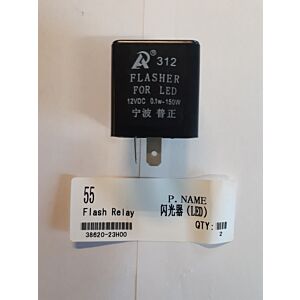 312
FLASHER
FOR LED
12VDC 0.1w-150W
宁波 普正
55
P. NAME
Flash Relay
闪光器(LED)
38620-23H00
QTY:
2